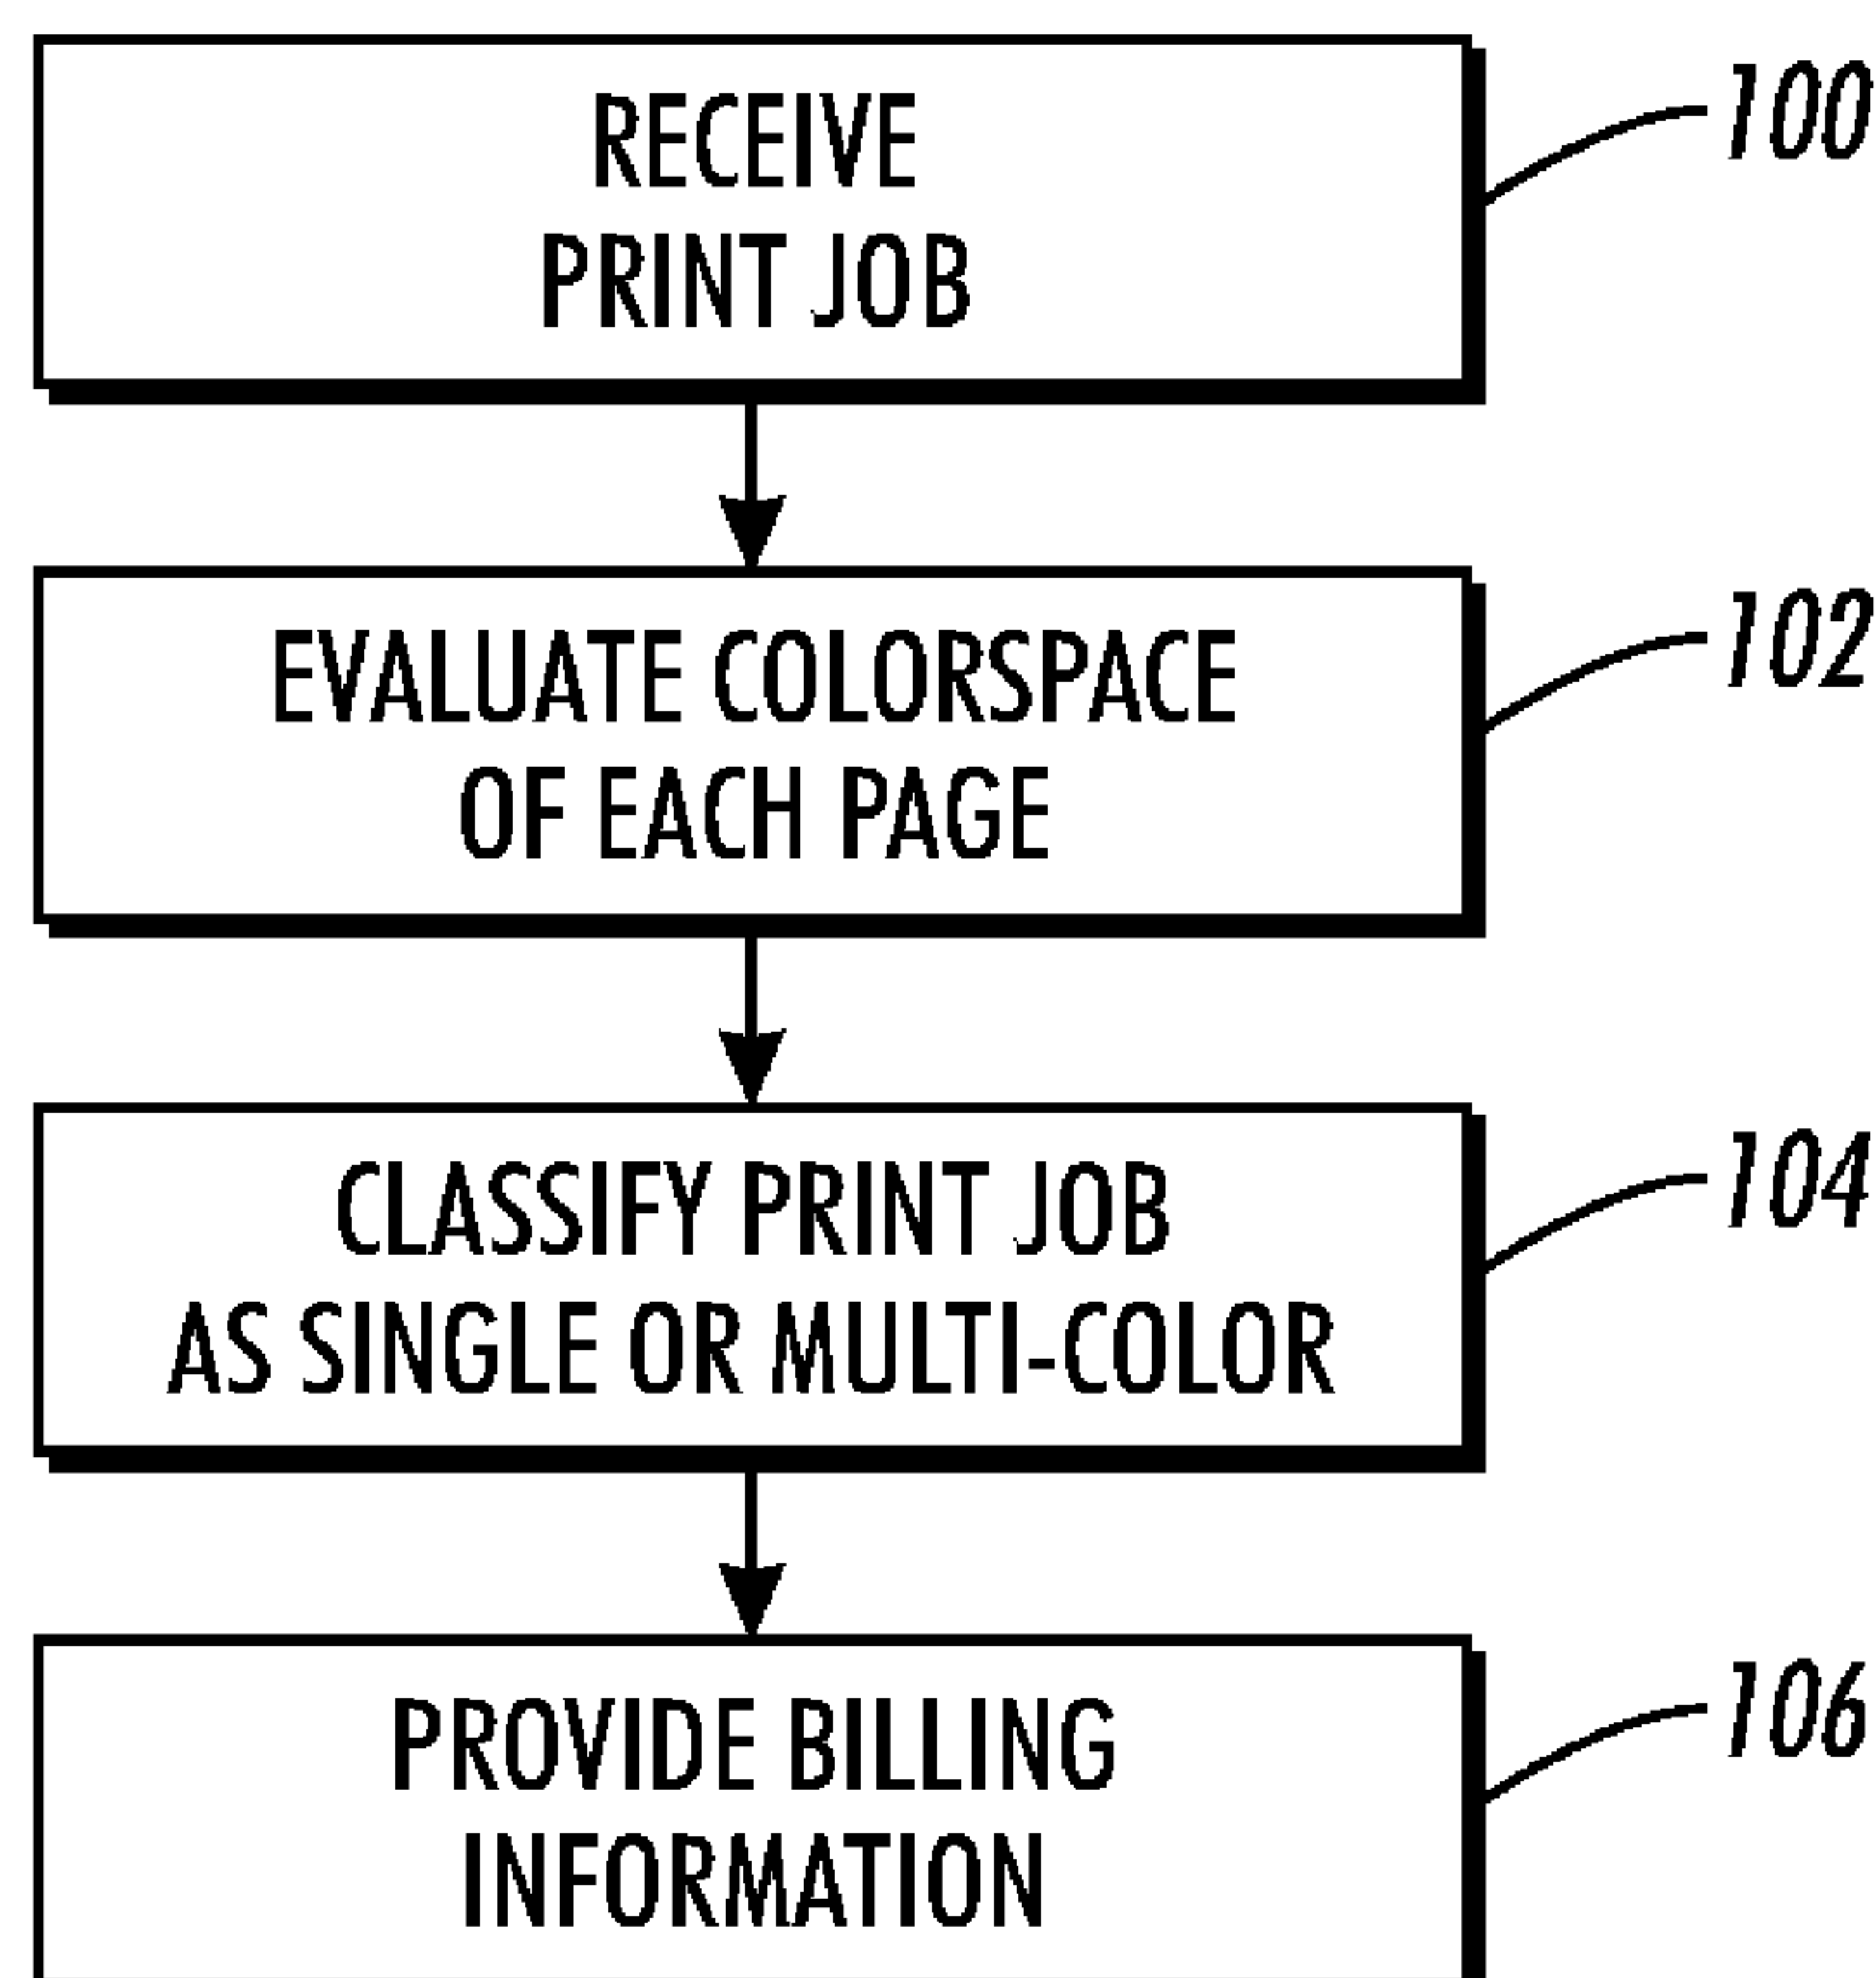 RECEIVE
PRINT JOB
100
EVALUATE COLORSPACE
OF EACH PAGE
102
CLASSIFY PRINT JOB
AS SINGLE OR MULTI-COLOR
104
PROVIDE BILLING
INFORMATION
106